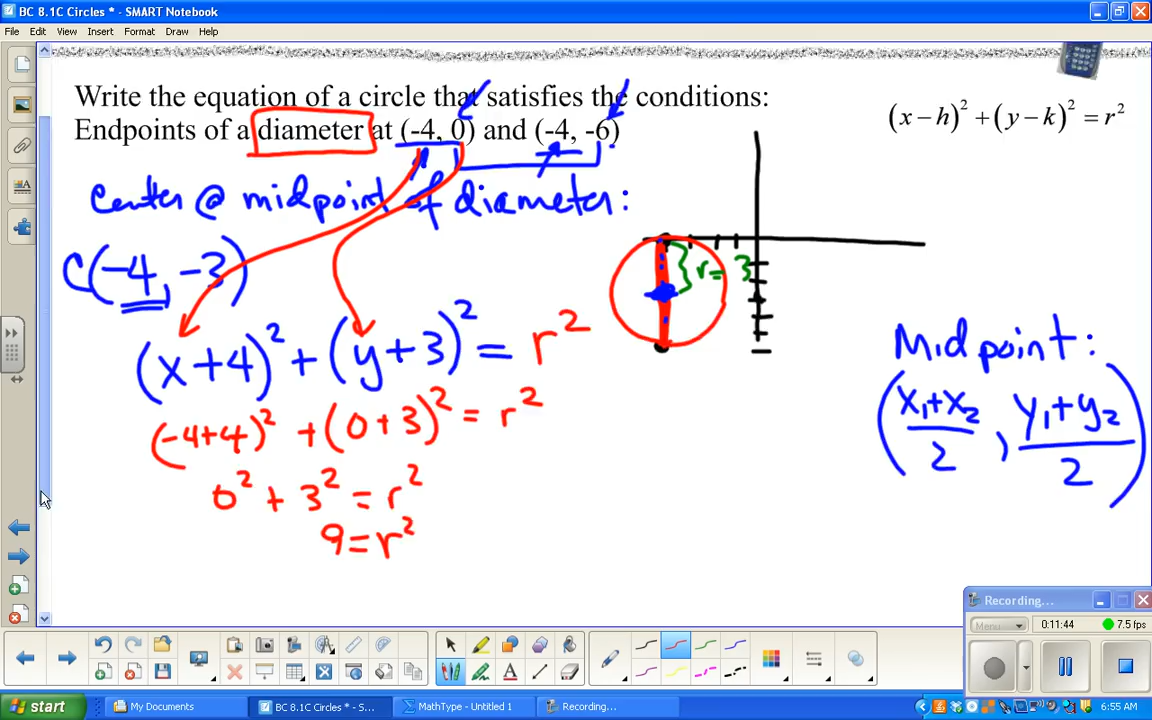 BC 8.1C Circles * - SMART Notebook
File Edit View Insert Format Draw Help
Write the equation of a circle that satisfies the conditions:
Endpoints of a diameter at (-4, 0) and (-4, -6)
(x-h)² + (y-k)² = r²
center @ midpoint of diameter:
C(-4, -3)
r = 3
(x+4)² + (y+3)² = r²
(-4+4)² + (0+3)² = r²
0² + 3² = r²
9 = r²
Midpoint:
(x₁+x₂/2, y₁+y₂/2)
Recording...
Menu
0:11:44
7.5 fps
start
My Documents
BC 8.1C Circles * - S...
MathType - Untitled 1
Recording...
6:55 AM